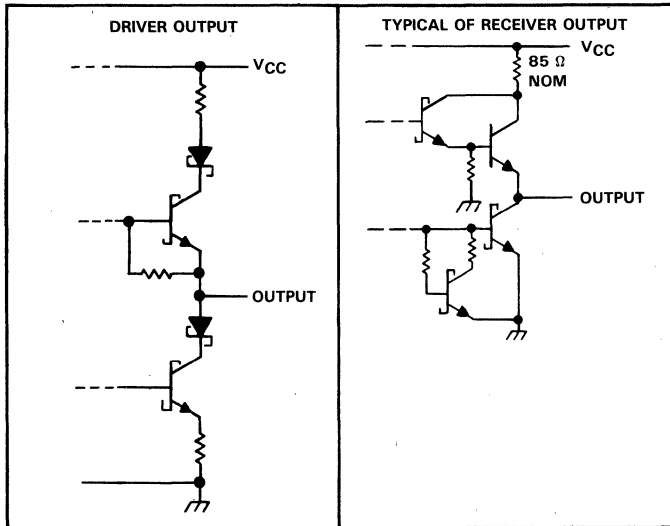 DRIVER OUTPUT
VCC
OUTPUT
TYPICAL OF RECEIVER OUTPUT
VCC
85 Ω
NOM
OUTPUT